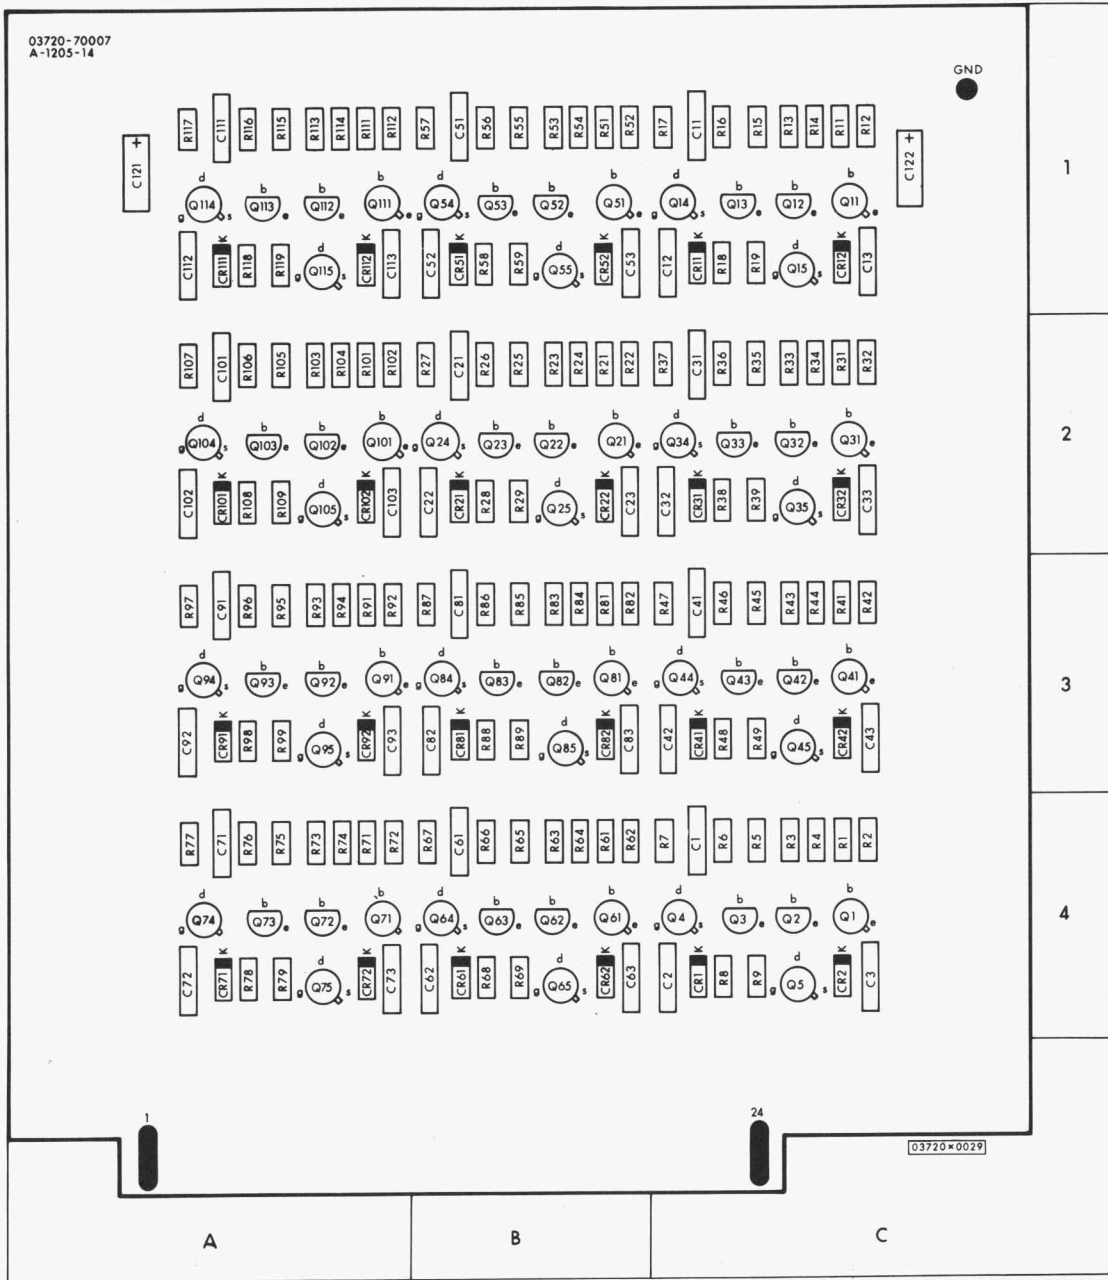 03720-70007
A-1205-14
GND
R117 C111 R116 R115 R113 R114 R111 R112 R57 C51 R56 R55 R53 R54 R51 R52 R17 C11 R16 R15 R13 R14 R11 R12
C121 +
C122 +
1
d b b b d b b b d b b b
g Q114 s Q113 e Q112 e Q111 e g Q54 s Q53 e Q52 e Q51 e g Q14 s Q13 e Q12 e Q11 e
K d K K d K K d K
C112 CR111 R118 R119 g Q115 s CR112 C113 C52 CR51 R58 R59 g Q55 s CR52 C53 C12 CR11 R18 R19 g Q15 s CR12 C13
R107 C101 R106 R105 R103 R104 R101 R102 R27 C21 R26 R25 R23 R24 R21 R22 R37 C31 R36 R35 R33 R34 R31 R32
2
d b b b d b b b d b b b
g Q104 s Q103 e Q102 e Q101 e g Q24 s Q23 e Q22 e Q21 e g Q34 s Q33 e Q32 e Q31 e
K d K K d K K d K
C102 CR101 R108 R109 g Q105 s CR102 C103 C22 CR21 R28 R29 g Q25 s CR22 C23 C32 CR31 R38 R39 g Q35 s CR32 C33
R97 C91 R96 R95 R93 R94 R91 R92 R87 C81 R86 R85 R83 R84 R81 R82 R47 C41 R46 R45 R43 R44 R41 R42
3
d b b b d b b b d b b b
g Q94 s Q93 e Q92 e Q91 e g Q84 s Q83 e Q82 e Q81 e g Q44 s Q43 e Q42 e Q41 e
K d K K d K K d K
C92 CR91 R98 R99 g Q95 s CR92 C93 C82 CR81 R88 R89 g Q85 s CR82 C83 C42 CR41 R48 R49 g Q45 s CR42 C43
R77 C71 R76 R75 R73 R74 R71 R72 R67 C61 R66 R65 R63 R64 R61 R62 R7 C1 R6 R5 R3 R4 R1 R2
4
d b b b d b b b d b b b
g Q74 Q73 e Q72 e Q71 g Q64 s Q63 e Q62 e Q61 e g Q4 s Q3 e Q2 e Q1 e
K d K K d K K d K
C72 CR71 R78 R79 g Q75 s CR72 C73 C62 CR61 R68 R69 g Q65 s CR62 C63 C2 CR1 R8 R9 g Q5 s CR2 C3
1
24
03720×0029
A B C